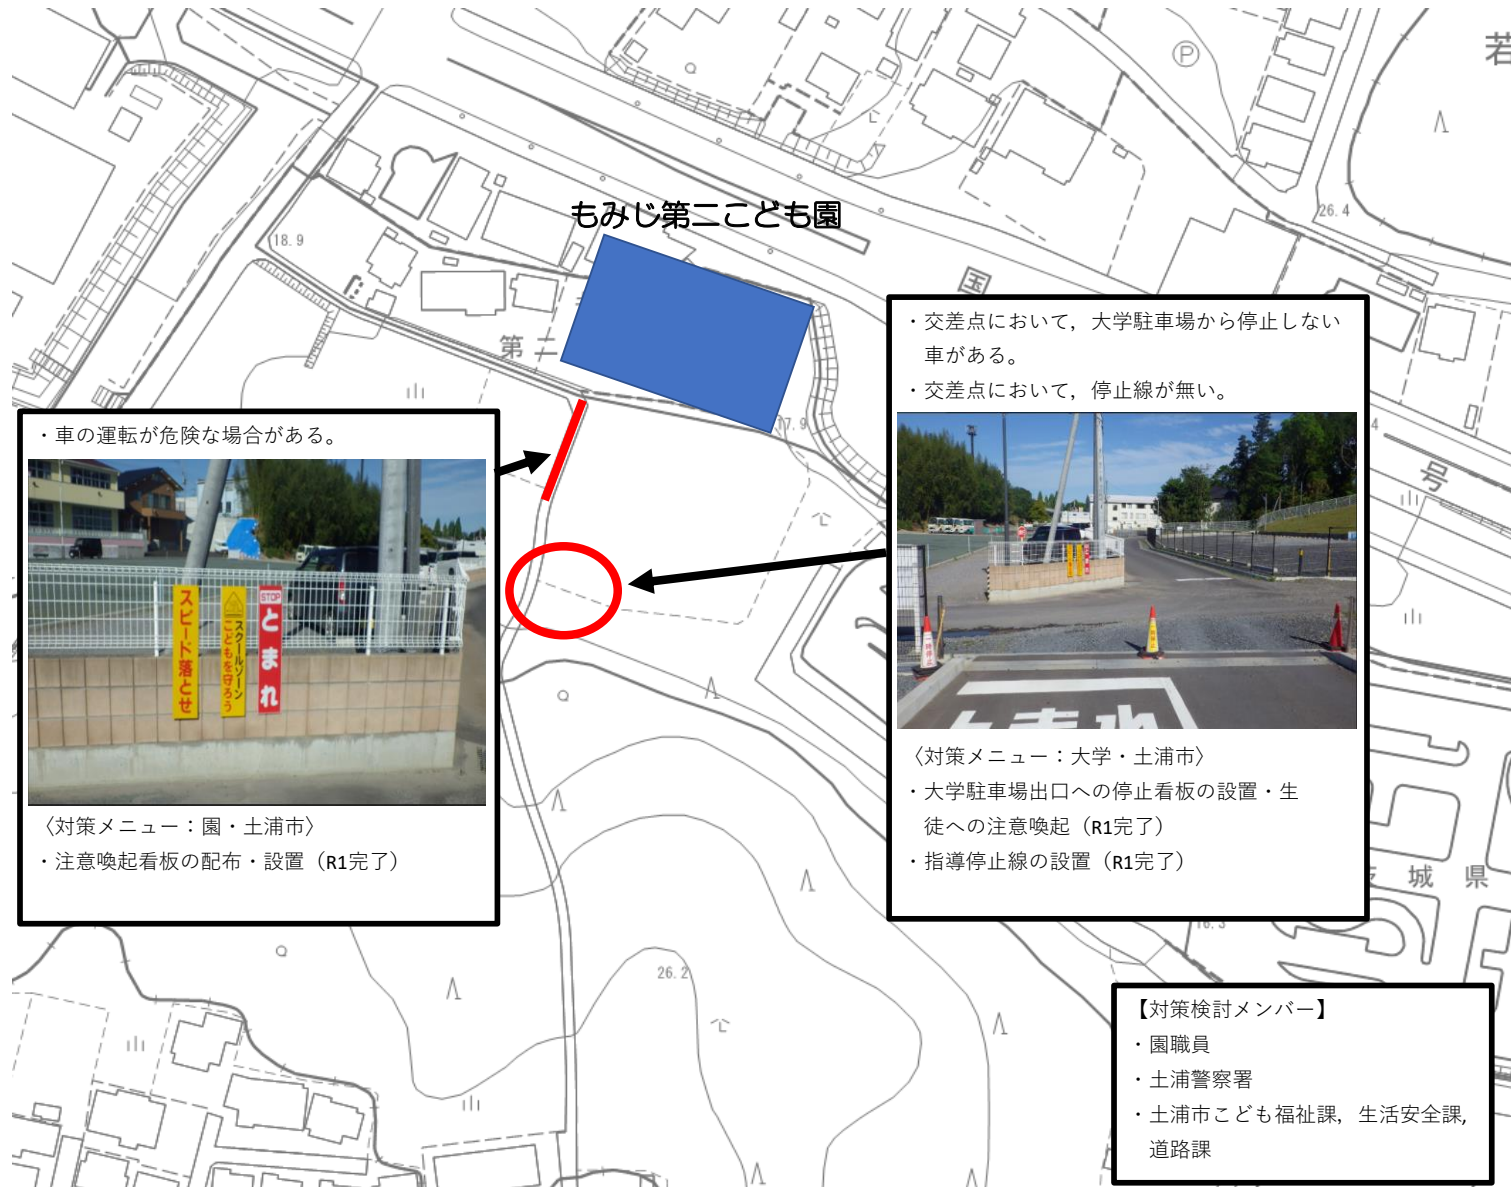 若
P
26.4
もみじ第二こども園
18.9
国
第二
17.9
号
・交差点において，大学駐車場から停止しない
車がある。
・交差点において，停止線が無い。
〈対策メニュー：大学・土浦市〉
・大学駐車場出口への停止看板の設置・生
徒への注意喚起（R1完了）
・指導停止線の設置（R1完了）
・車の運転が危険な場合がある。
スピード落とせ
スクールゾーン
こどもを守ろう
STOP
とまれ
〈対策メニュー：園・土浦市〉
・注意喚起看板の配布・設置（R1完了）
城県
16.3
26.2
【対策検討メンバー】
・園職員
・土浦警察署
・土浦市こども福祉課，生活安全課，
道路課